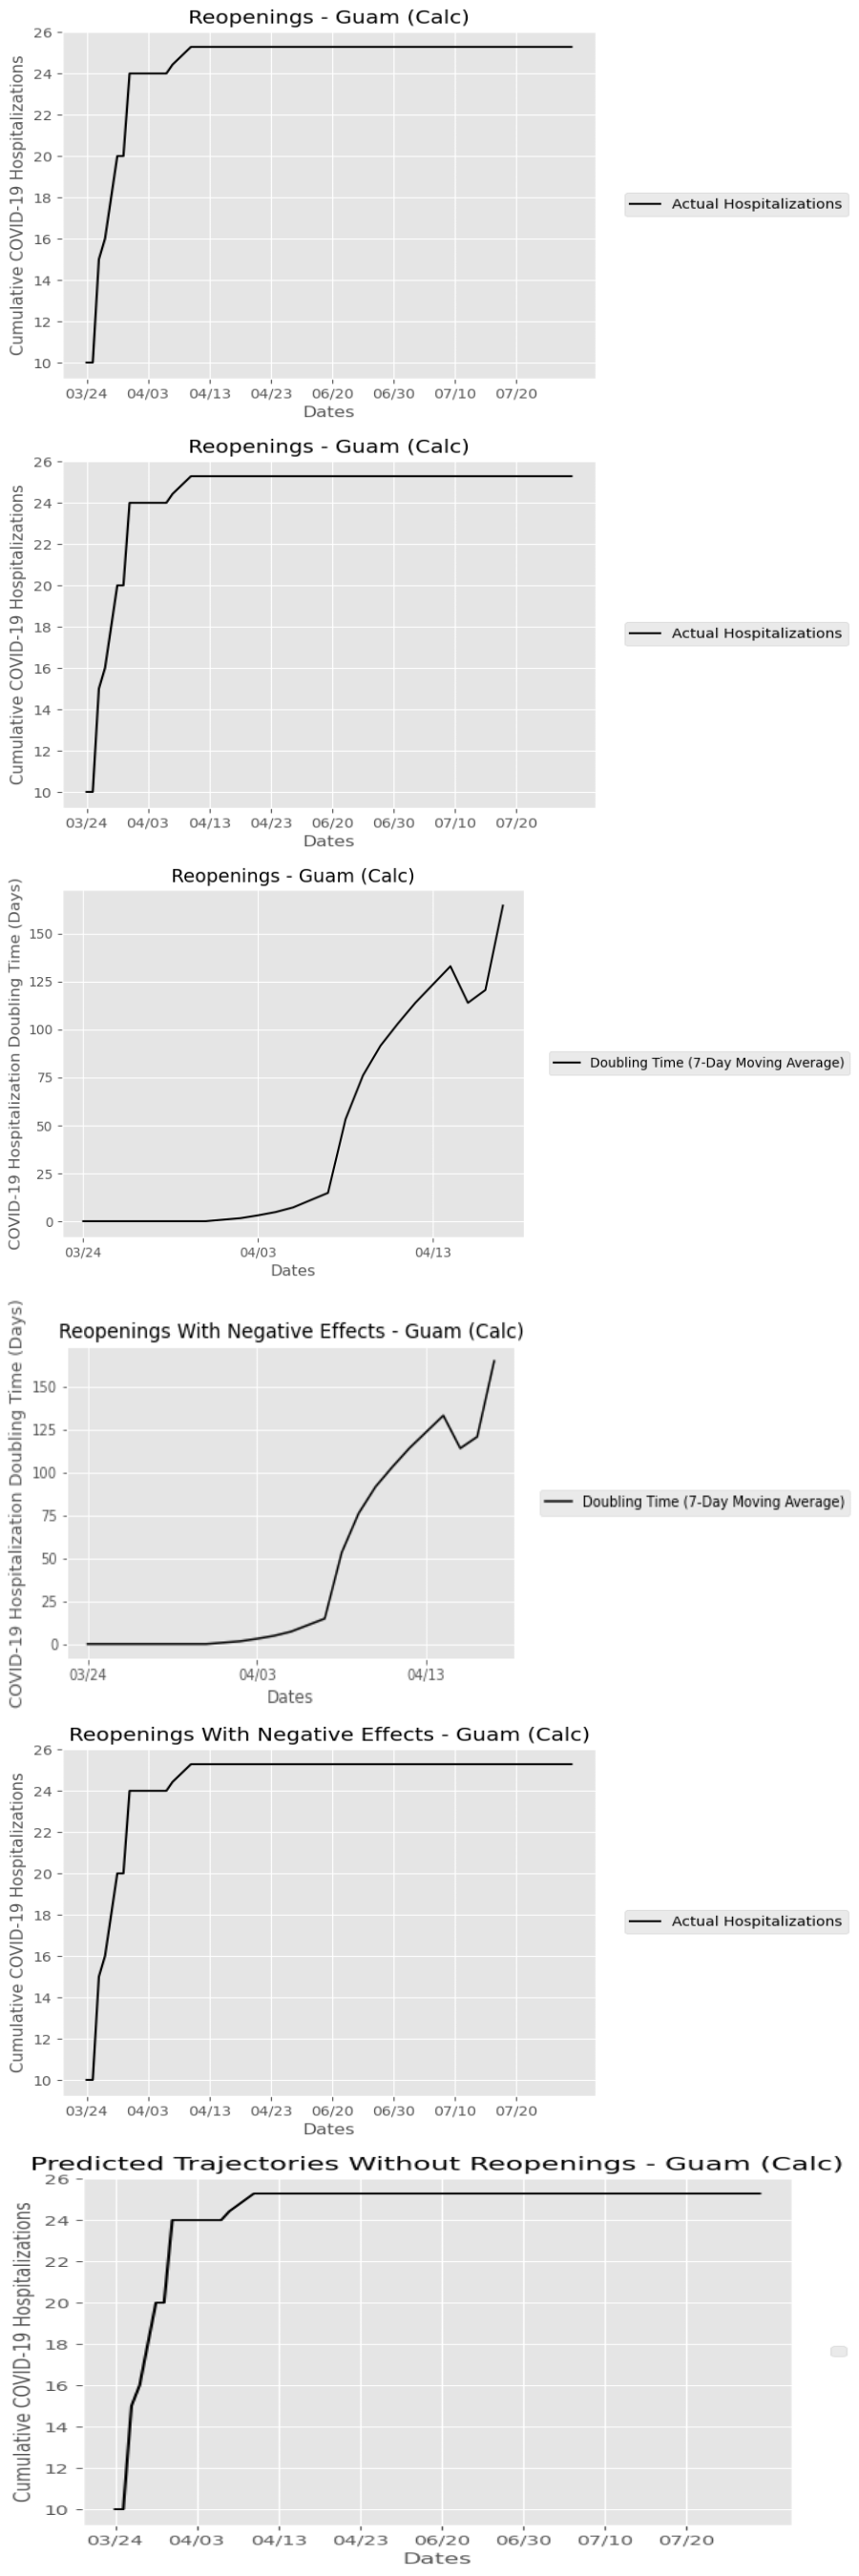 Reopenings - Guam (Calc)
Cumulative COVID-19 Hospitalizations
26
24
22
20
18
16
14
12
10
03/24 04/03 04/13 04/23 06/20 06/30 07/10 07/20
Dates
Actual Hospitalizations
Reopenings - Guam (Calc)
Cumulative COVID-19 Hospitalizations
26
24
22
20
18
16
14
12
10
03/24 04/03 04/13 04/23 06/20 06/30 07/10 07/20
Dates
Actual Hospitalizations
Reopenings - Guam (Calc)
COVID-19 Hospitalization Doubling Time (Days)
150
125
100
75
50
25
0
03/24 04/03 04/13
Dates
Doubling Time (7-Day Moving Average)
Reopenings With Negative Effects - Guam (Calc)
COVID-19 Hospitalization Doubling Time (Days)
150
125
100
75
50
25
0
03/24 04/03 04/13
Dates
Doubling Time (7-Day Moving Average)
Reopenings With Negative Effects - Guam (Calc)
Cumulative COVID-19 Hospitalizations
26
24
22
20
18
16
14
12
10
03/24 04/03 04/13 04/23 06/20 06/30 07/10 07/20
Dates
Actual Hospitalizations
Predicted Trajectories Without Reopenings - Guam (Calc)
Cumulative COVID-19 Hospitalizations
26
24
22
20
18
16
14
12
10
03/24 04/03 04/13 04/23 06/20 06/30 07/10 07/20
Dates